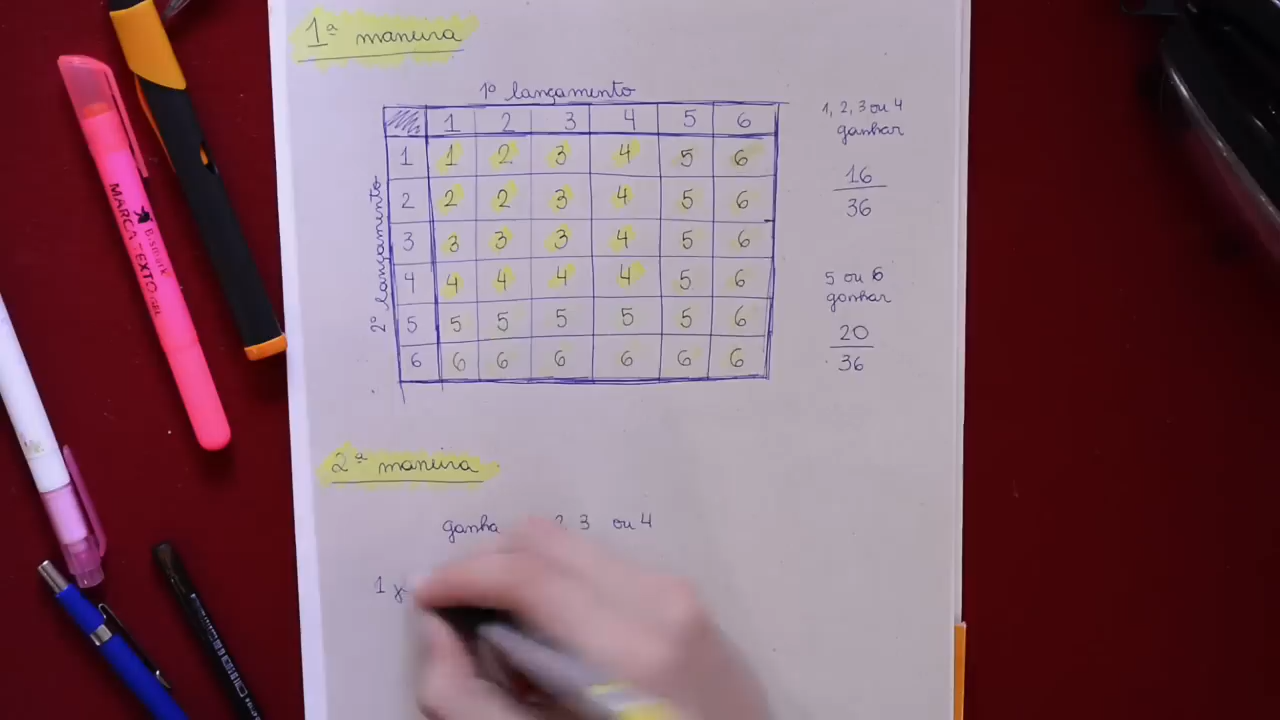 1ª maneira
1º lançamento
2º lançamento
1 2 3 4 5 6
1 1 2 3 4 5 6
2 2 2 3 4 5 6
3 3 3 3 4 5 6
4 4 4 4 4 5 6
5 5 5 5 5 5 6
6 6 6 6 6 6 6
1, 2, 3 ou 4
ganhar
16
36
5 ou 6
ganhar
20
36
2ª maneira
ganha 2, 3 ou 4
1
MARCA TEXTO GEL
Bismark